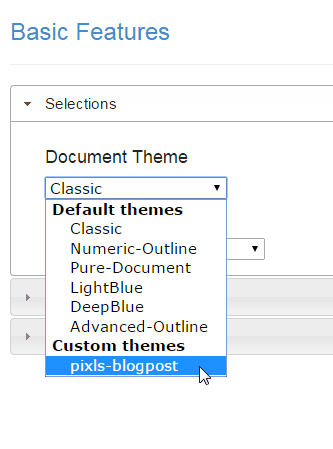 Basic Features
Selections
Document Theme
Classic
Default themes
Classic
Numeric-Outline
Pure-Document
LightBlue
DeepBlue
Advanced-Outline
Custom themes
pixls-blogpost